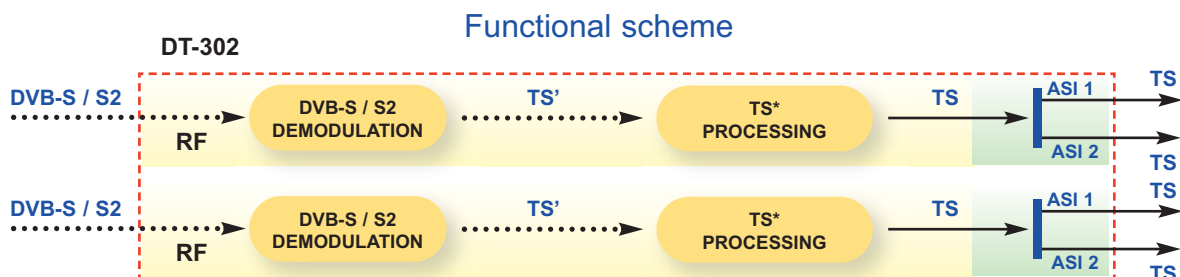 Functional scheme
DT-302
DVB-S / S2
RF
DVB-S / S2
DEMODULATION
TS’
TS*
PROCESSING
TS
ASI 1
ASI 2
TS
TS
DVB-S / S2
RF
DVB-S / S2
DEMODULATION
TS’
TS*
PROCESSING
TS
ASI 1
ASI 2
TS
TS